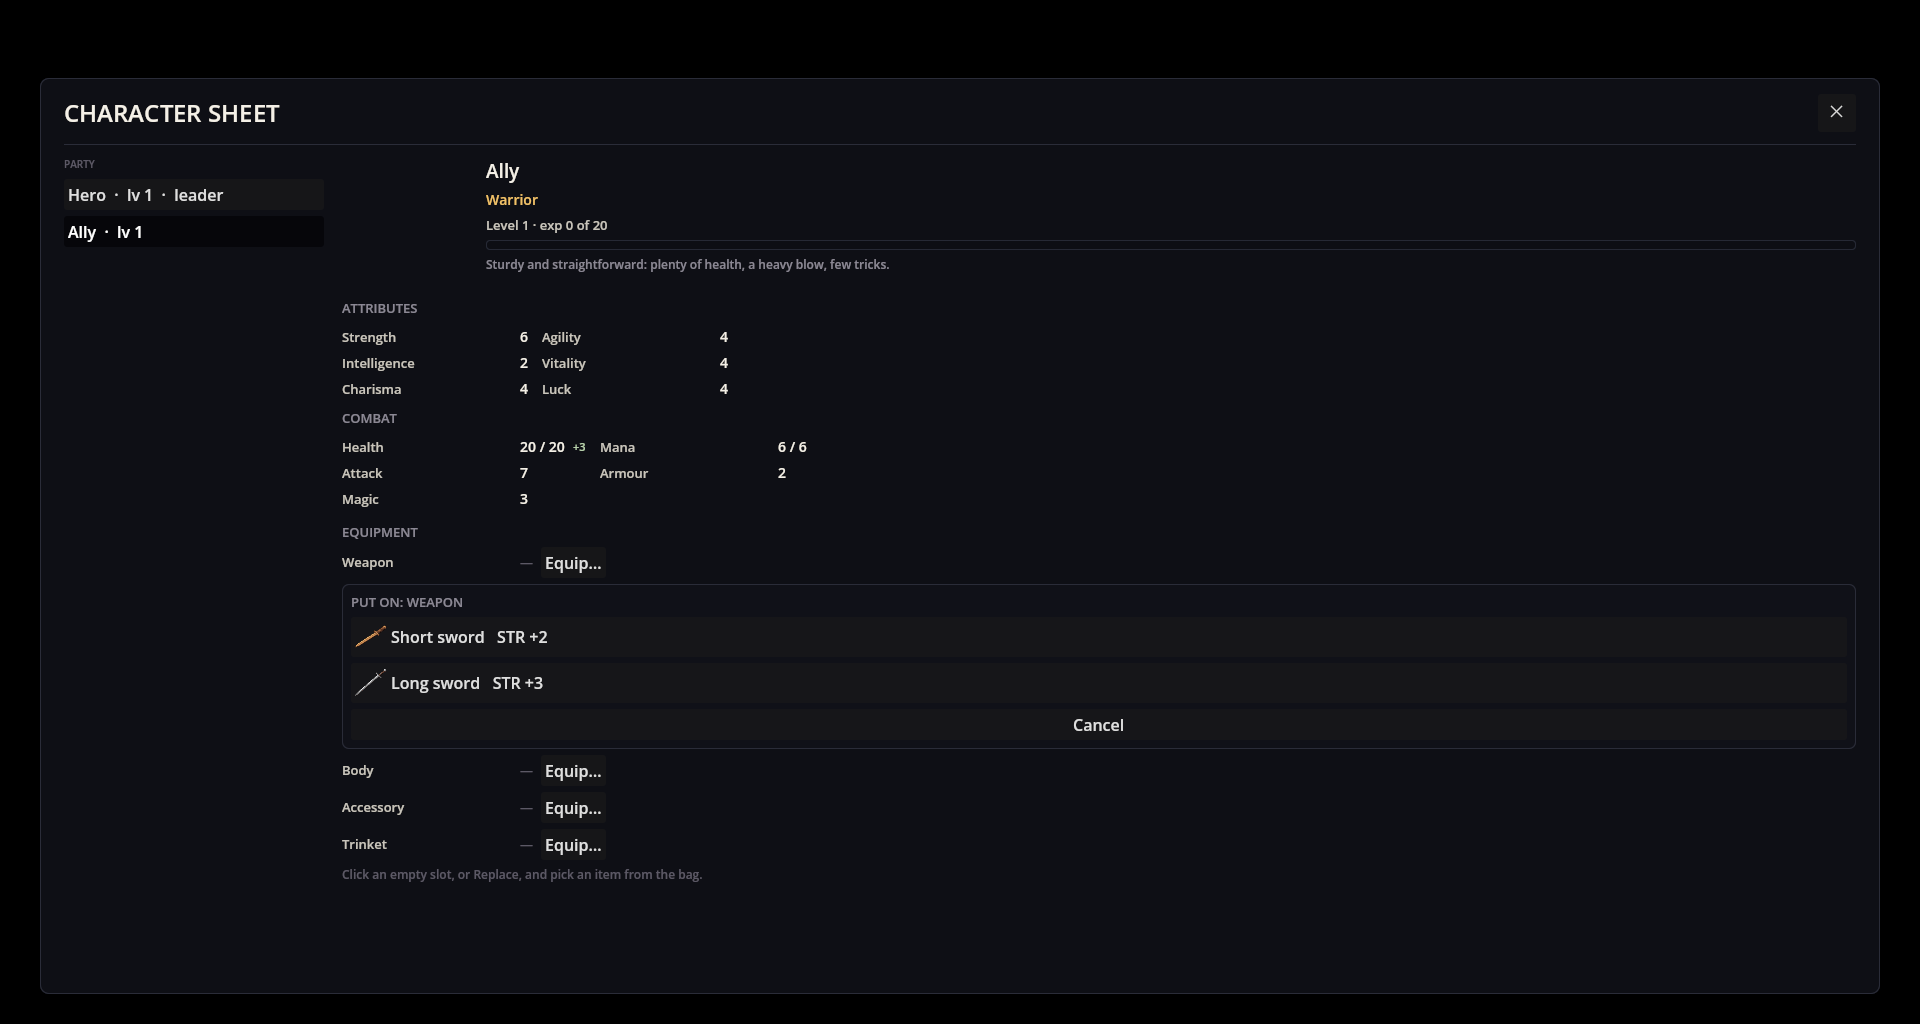 CHARACTER SHEET
PARTY
Hero · lv 1 · leader
Ally · lv 1
Ally
Warrior
Level 1 · exp 0 of 20
Sturdy and straightforward: plenty of health, a heavy blow, few tricks.
ATTRIBUTES
Strength 6 Agility 4
Intelligence 2 Vitality 4
Charisma 4 Luck 4
COMBAT
Health 20 / 20 +3 Mana 6 / 6
Attack 7 Armour 2
Magic 3
EQUIPMENT
Weapon — Equip...
PUT ON: WEAPON
Short sword STR +2
Long sword STR +3
Cancel
Body — Equip...
Accessory — Equip...
Trinket — Equip...
Click an empty slot, or Replace, and pick an item from the bag.